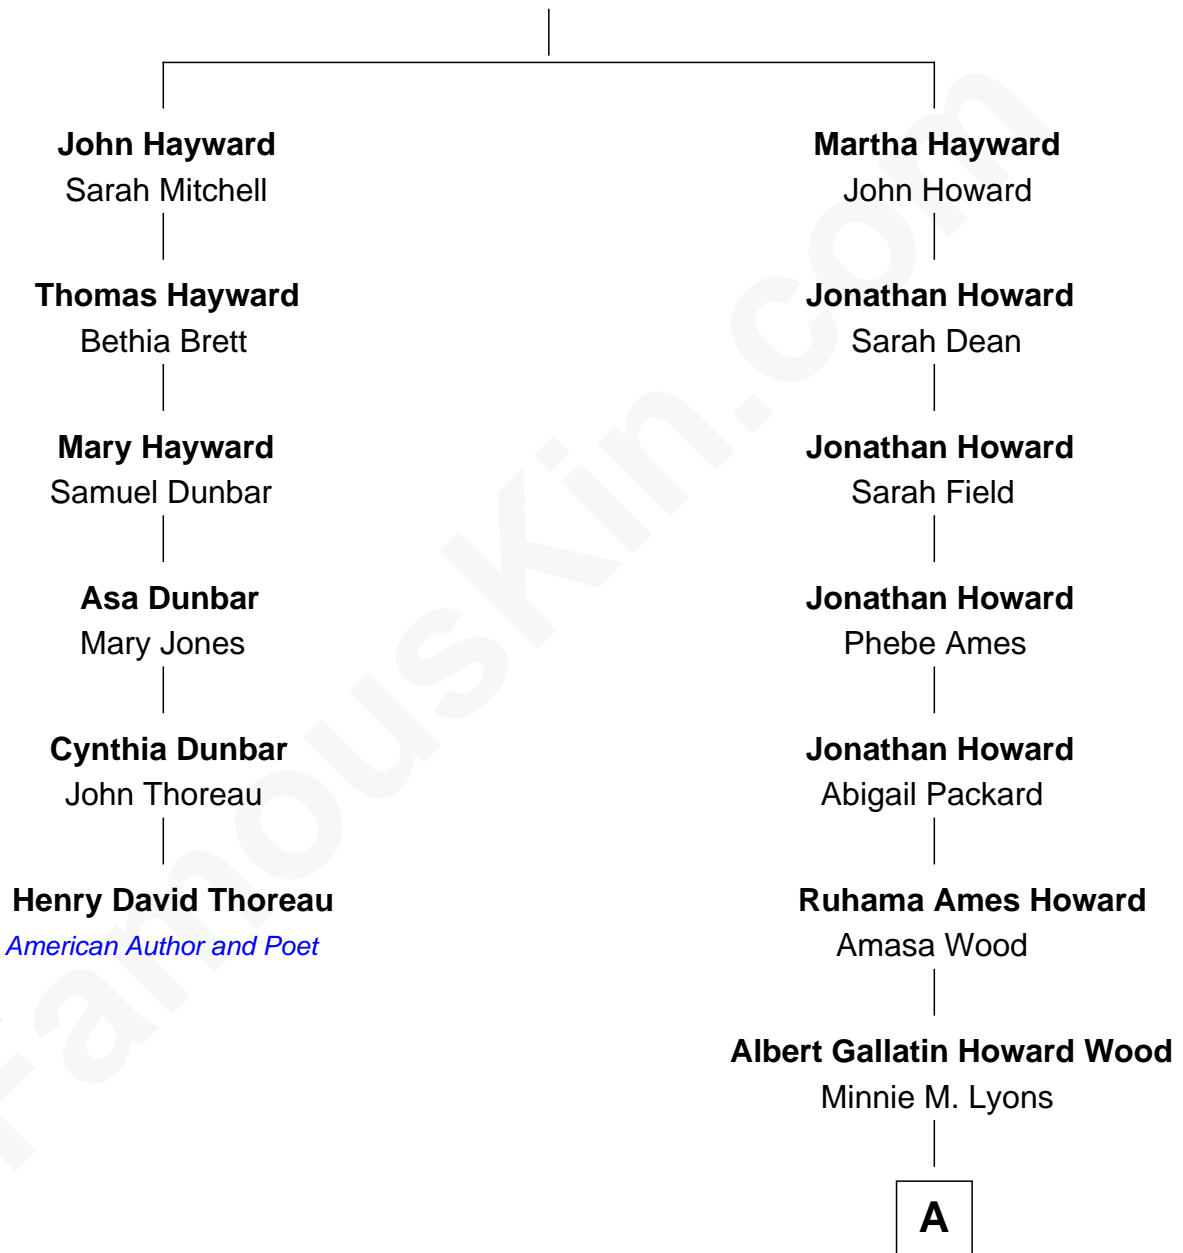 John Hayward
Sarah Mitchell
Thomas Hayward
Bethia Brett
Mary Hayward
Samuel Dunbar
Asa Dunbar
Mary Jones
Cynthia Dunbar
John Thoreau
Henry David Thoreau
American Author and Poet
Martha Hayward
John Howard
Jonathan Howard
Sarah Dean
Jonathan Howard
Sarah Field
Jonathan Howard
Phebe Ames
Jonathan Howard
Abigail Packard
Ruhama Ames Howard
Amasa Wood
Albert Gallatin Howard Wood
Minnie M. Lyons
A
FamousKin.com